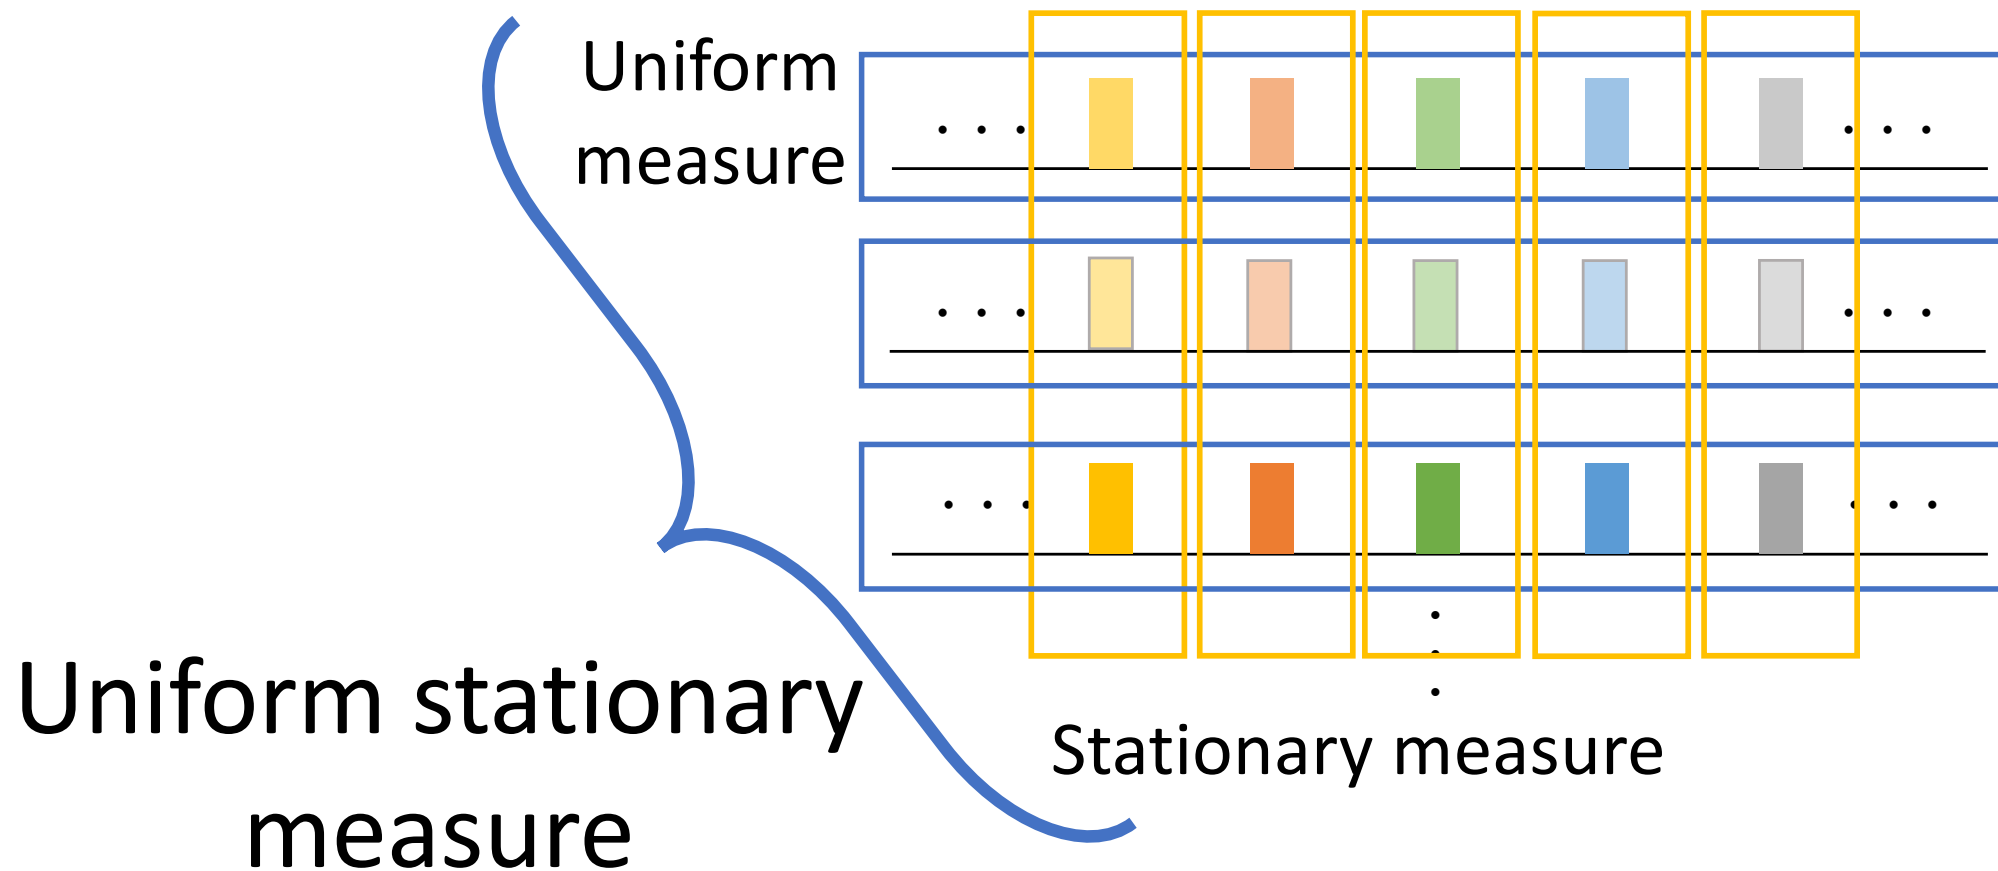 Uniform
measure
Uniform stationary
measure
Stationary measure